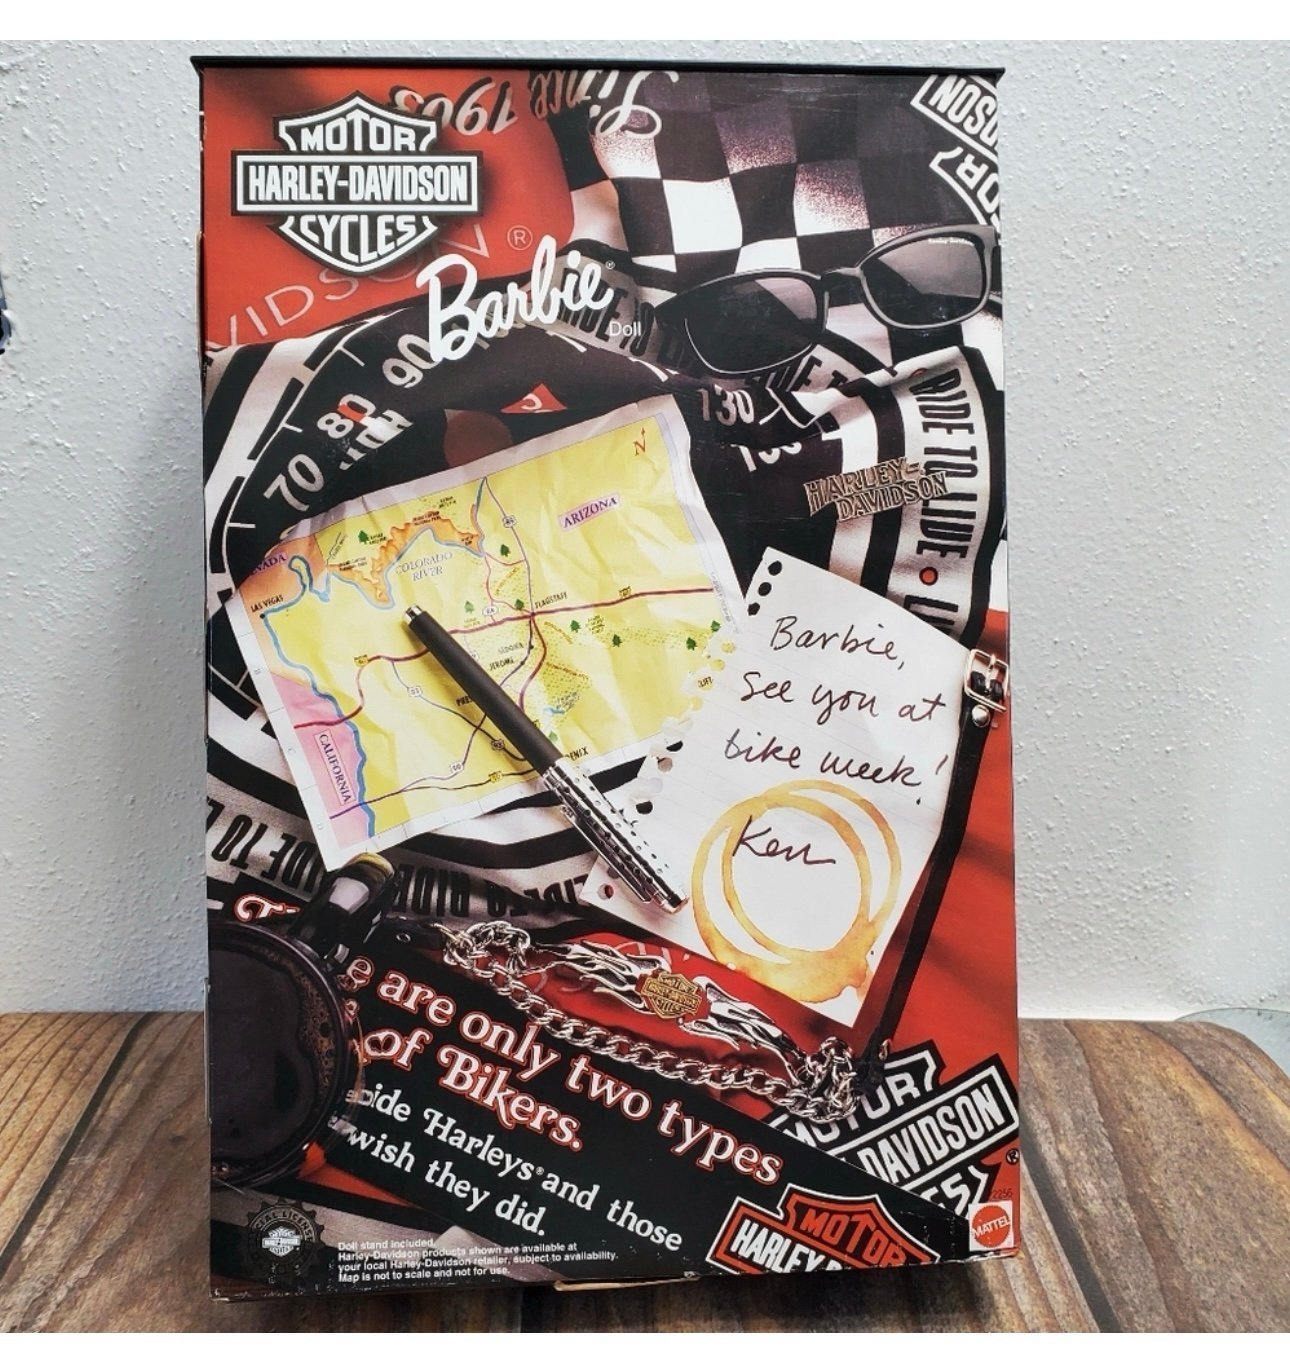 Since 1903
MOTOR
HARLEY-DAVIDSON
CYCLES
VIDSON®
Barbie®
Doll
70
80
90
130
RIDE TO LIVE
HARLEY-
DAVIDSON
N
ARIZONA
COLORADO
RIVER
LAS VEGAS
FLAGSTAFF
SEDONA
JEROME
CALIFORNIA
Barbie,
See you at
bike week!
Ken
are only two types
of Bikers.
Harleys® and those
wish they did.
MOTOR
DAVIDSON
®
2256
MATTEL
MOTOR
HARLEY
Doll stand included.
Harley-Davidson products shown are available at
your local Harley-Davidson retailer, subject to availability.
Map is not to scale and not for use.